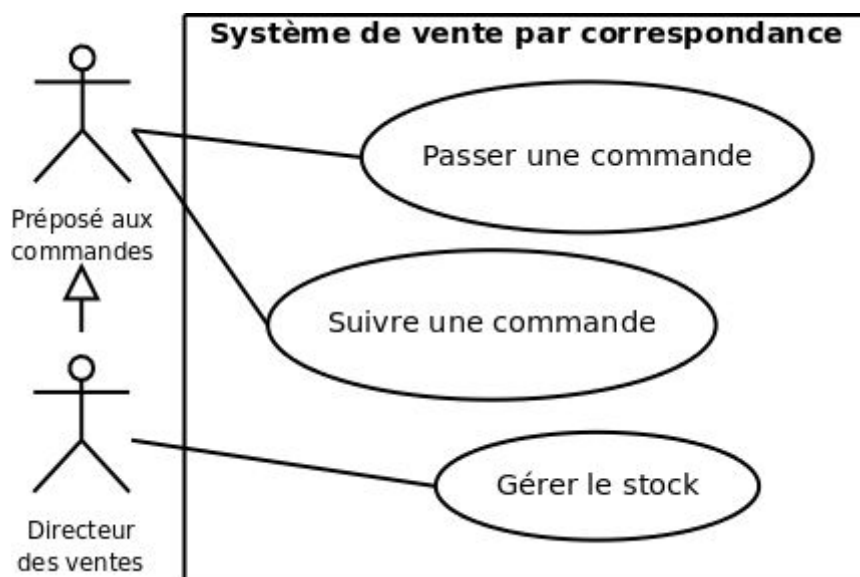 Système de vente par correspondance
Passer une commande
Préposé aux
commandes
Suivre une commande
Gérer le stock
Directeur
des ventes